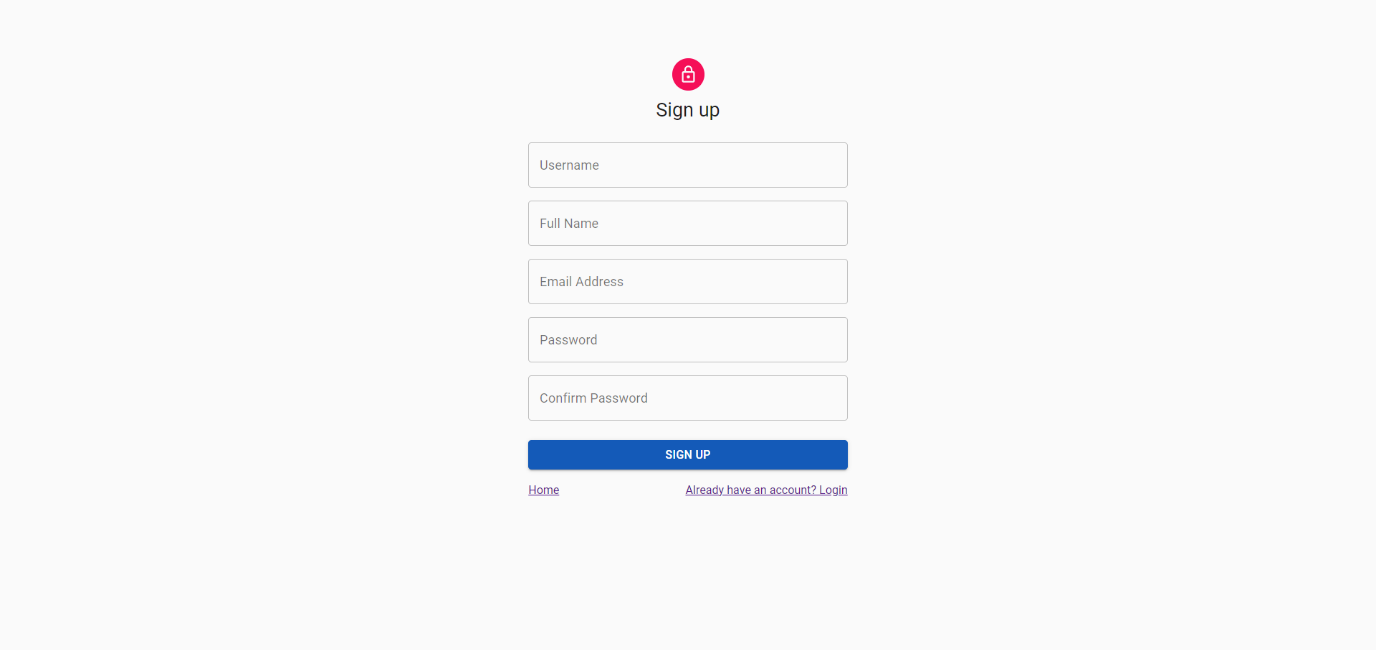 Sign up
Username
Full Name
Email Address
Password
Confirm Password
SIGN UP
Home Already have an account? Login